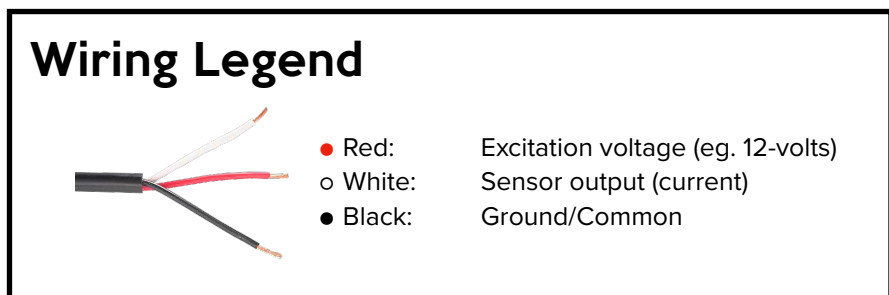 Wiring Legend
Red: Excitation voltage (eg. 12-volts)
White: Sensor output (current)
Black: Ground/Common